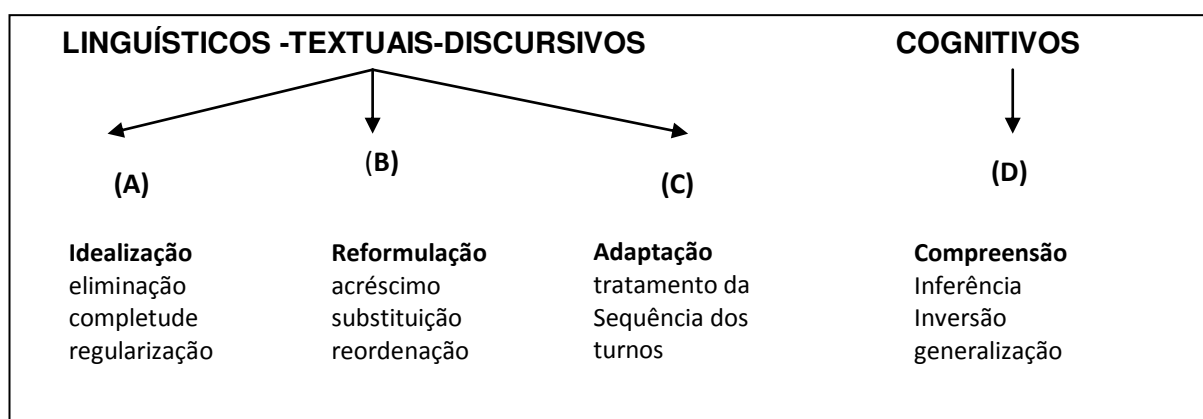 LINGUÍSTICOS -TEXTUAIS-DISCURSIVOS COGNITIVOS
(A) (B) (C) (D)
Idealização Reformulação Adaptação Compreensão
eliminação acréscimo tratamento da Inferência
completude substituição Sequência dos Inversão
regularização reordenação turnos generalização